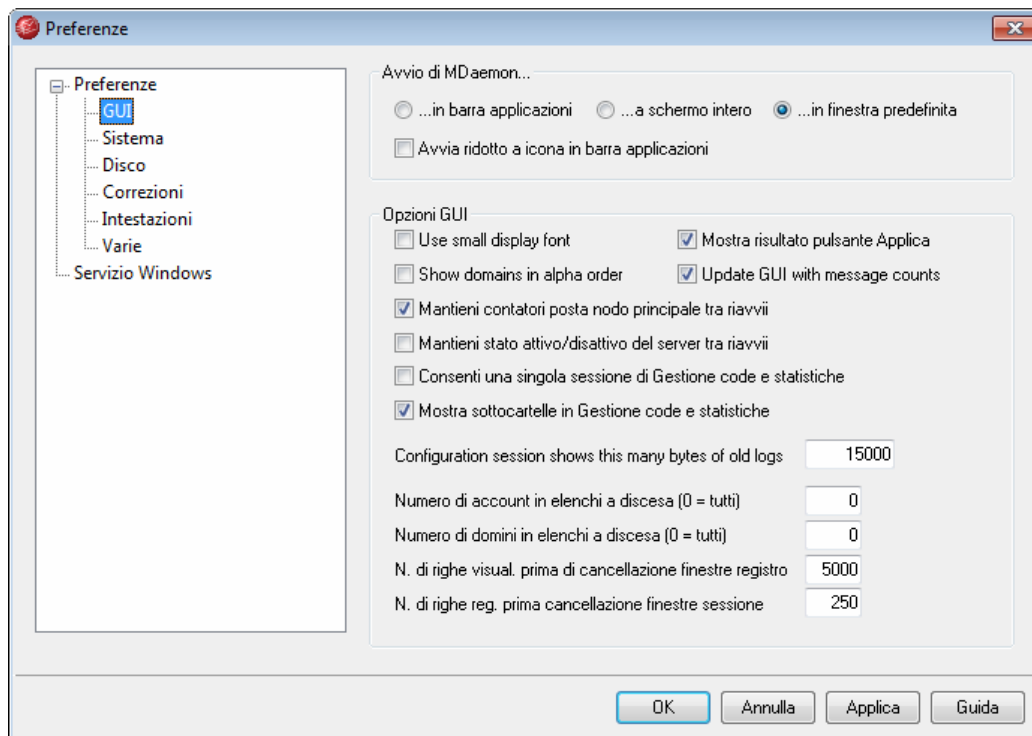 Preferenze
Preferenze
GUI
Sistema
Disco
Correzioni
Intestazioni
Varie
Servizio Windows
Avvio di MDaemon...
...in barra applicazioni ...a schermo intero ...in finestra predefinita
Avvia ridotto a icona in barra applicazioni
Opzioni GUI
Use small display font Mostra risultato pulsante Applica
Show domains in alpha order Update GUI with message counts
Mantieni contatori posta nodo principale tra riavvii
Mantieni stato attivo/disattivo del server tra riavvii
Consenti una singola sessione di Gestione code e statistiche
Mostra sottocartelle in Gestione code e statistiche
Configuration session shows this many bytes of old logs 15000
Numero di account in elenchi a discesa (0 = tutti) 0
Numero di domini in elenchi a discesa (0 = tutti) 0
N. di righe visual. prima di cancellazione finestre registro 5000
N. di righe reg. prima cancellazione finestre sessione 250
OK Annulla Applica Guida